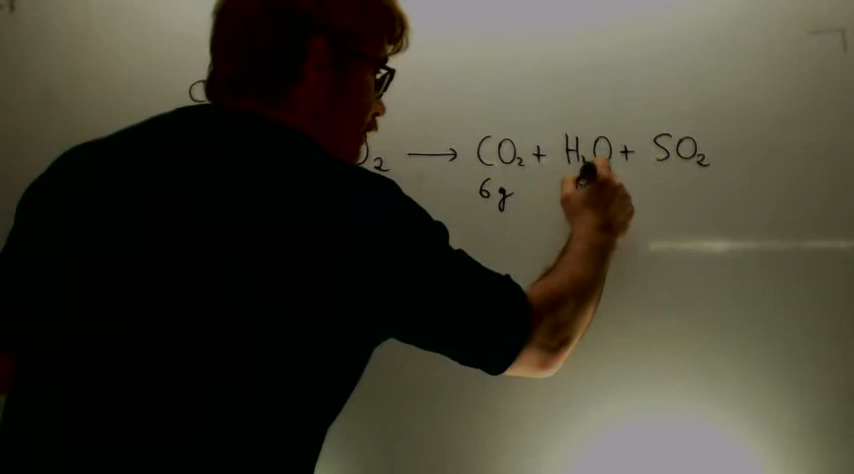 O₂ → CO₂ + H₂O + SO₂
6g